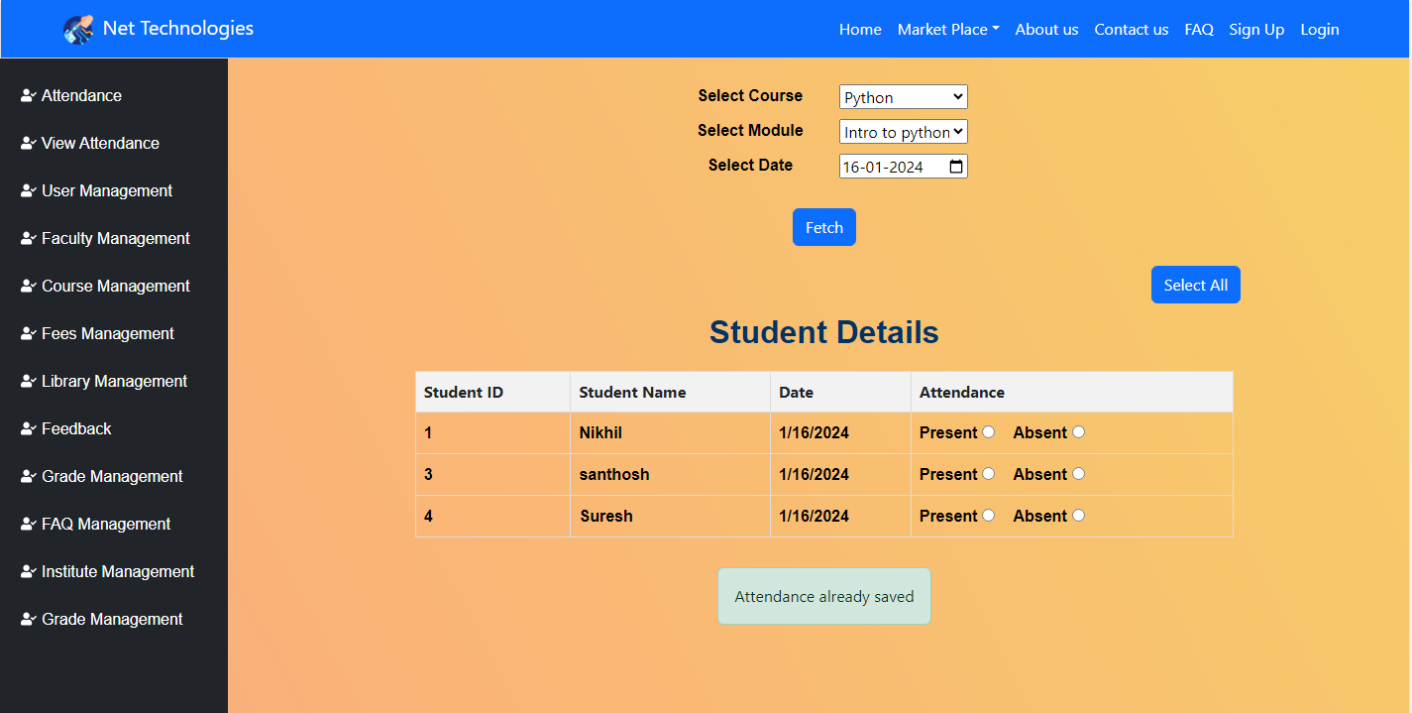 Net Technologies
Home Market Place About us Contact us FAQ Sign Up Login
Attendance
View Attendance
User Management
Faculty Management
Course Management
Fees Management
Library Management
Feedback
Grade Management
FAQ Management
Institute Management
Grade Management
Select Course Python
Select Module Intro to python
Select Date 16-01-2024
Fetch
Select All
Student Details
Student ID Student Name Date Attendance
1 Nikhil 1/16/2024 Present Absent
3 santhosh 1/16/2024 Present Absent
4 Suresh 1/16/2024 Present Absent
Attendance already saved